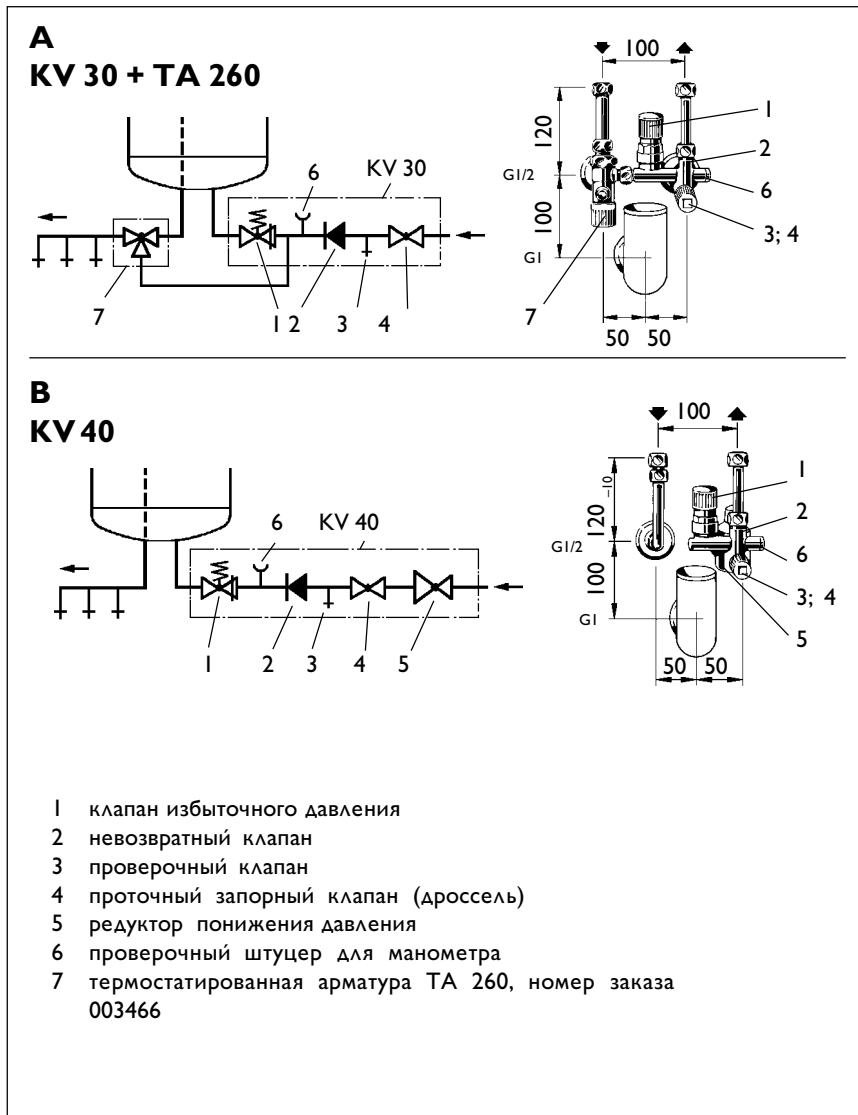 A
KV 30 + TA 260
100
120
G1/2
100
G1
50 50
1
2
6
3; 4
7
6 KV 30
7 1 2 3 4
B
KV 40
100
120 -10
G1/2
100
G1
50 50
1
2
6
3; 4
5
6 KV 40
1 2 3 4 5
1 клапан избыточного давления
2 невозвратный клапан
3 проверочный клапан
4 проточный запорный клапан (дроссель)
5 редуктор понижения давления
6 проверочный штуцер для манометра
7 термостатированная арматура TA 260, номер заказа
003466